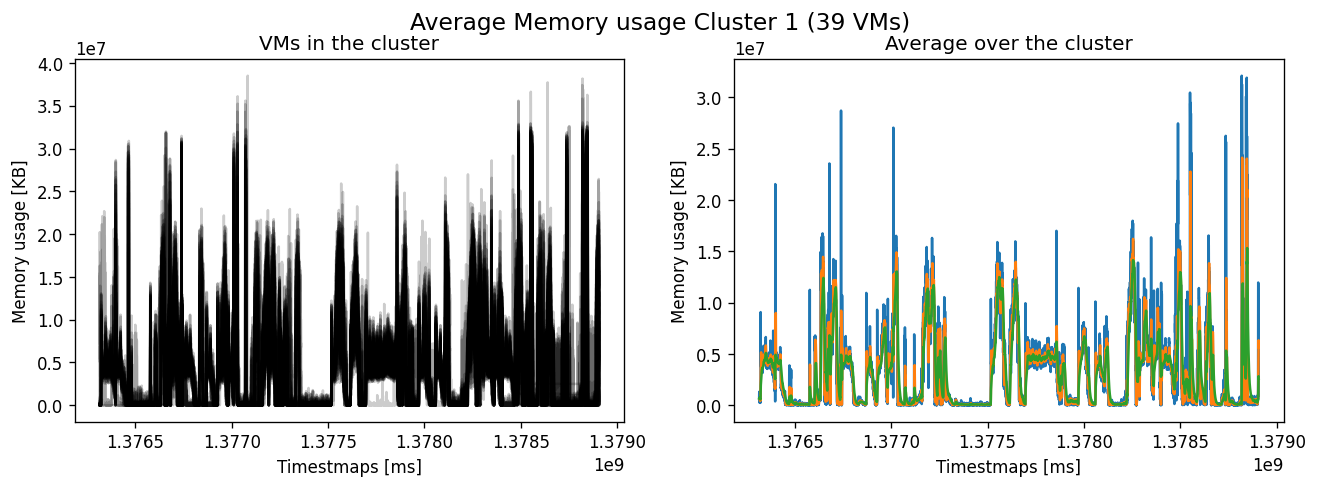 Average Memory usage Cluster 1 (39 VMs)
VMs in the cluster
1e7
4.0
3.5
3.0
2.5
2.0
1.5
1.0
0.5
0.0
Memory usage [KB]
1.3765 1.3770 1.3775 1.3780 1.3785 1.3790
1e9
Timestmaps [ms]
Average over the cluster
1e7
3.0
2.5
2.0
1.5
1.0
0.5
0.0
Memory usage [KB]
1.3765 1.3770 1.3775 1.3780 1.3785 1.3790
1e9
Timestmaps [ms]